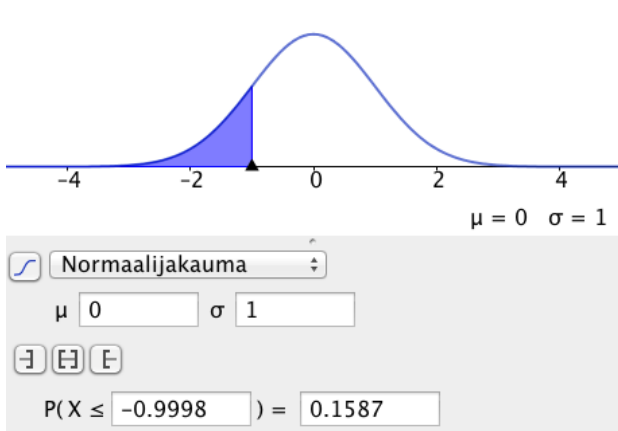 −4 −2 0 2 4
μ = 0 σ = 1
Normaalijakauma
μ 0 σ 1
P( X ≤ −0.9998 ) = 0.1587